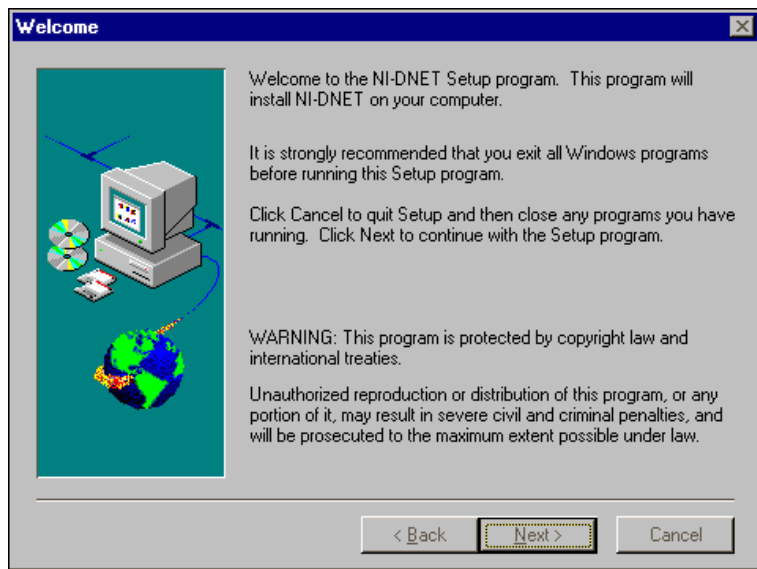 Welcome
Welcome to the NI-DNET Setup program. This program will
install NI-DNET on your computer.
It is strongly recommended that you exit all Windows programs
before running this Setup program.
Click Cancel to quit Setup and then close any programs you have
running. Click Next to continue with the Setup program.
WARNING: This program is protected by copyright law and
international treaties.
Unauthorized reproduction or distribution of this program, or any
portion of it, may result in severe civil and criminal penalties, and
will be prosecuted to the maximum extent possible under law.
< Back Next > Cancel